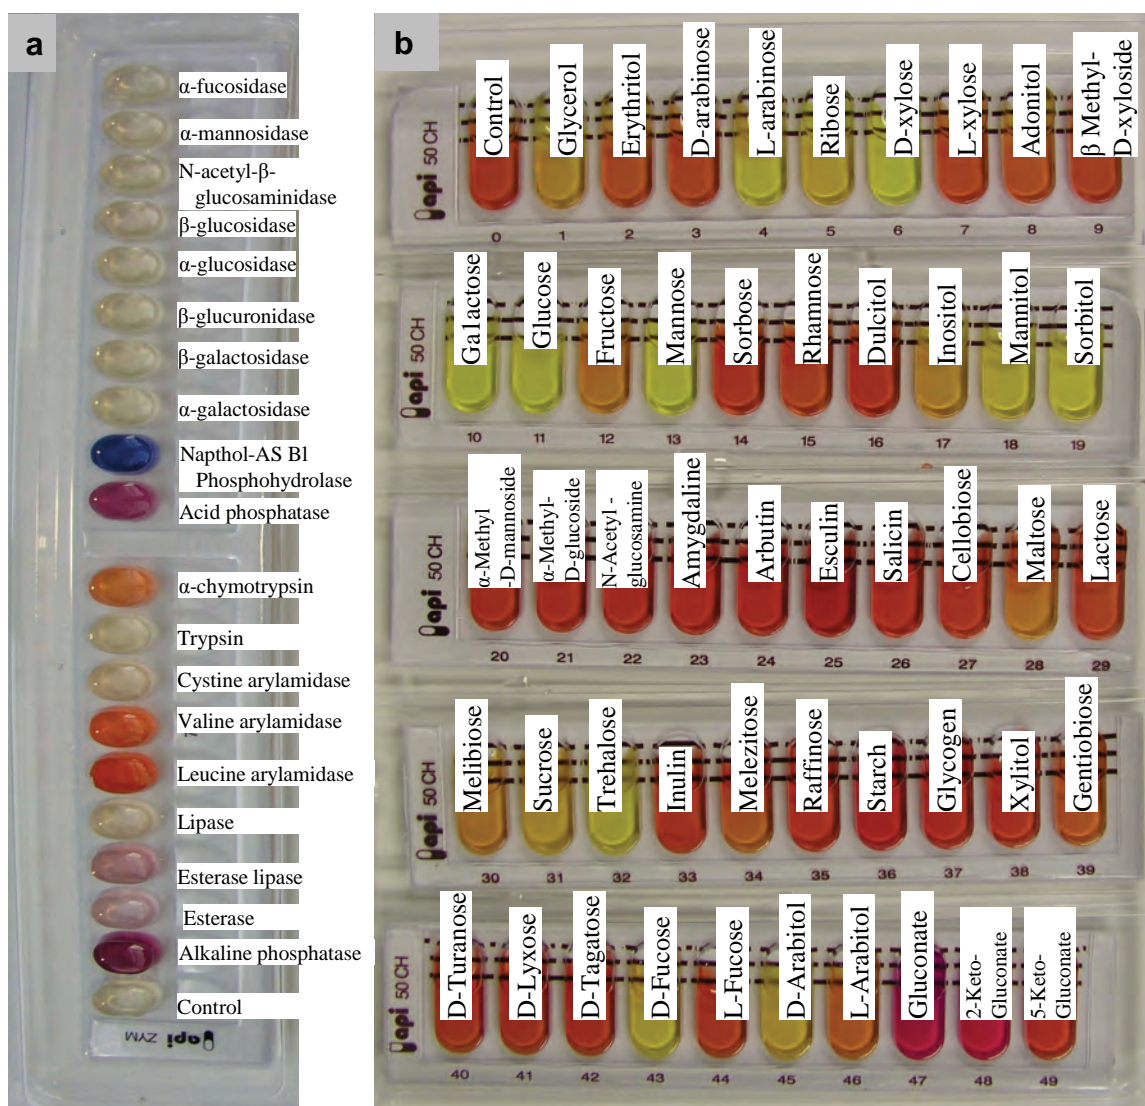 a
α-fucosidase
α-mannosidase
N-acetyl-β-
glucosaminidase
β-glucosidase
α-glucosidase
β-glucuronidase
β-galactosidase
α-galactosidase
Napthol-AS Bl
Phosphohydrolase
Acid phosphatase
α-chymotrypsin
Trypsin
Cystine arylamidase
Valine arylamidase
Leucine arylamidase
Lipase
Esterase lipase
Esterase
Alkaline phosphatase
Control
api ZYM
b
api 50 CH
Control
Glycerol
Erythritol
D-arabinose
L-arabinose
Ribose
D-xylose
L-xylose
Adonitol
β Methyl-
D-xyloside
0 1 2 3 4 5 6 7 8 9
api 50 CH
Galactose
Glucose
Fructose
Mannose
Sorbose
Rhamnose
Dulcitol
Inositol
Mannitol
Sorbitol
10 11 12 13 14 15 16 17 18 19
api 50 CH
α-Methyl
-D-mannoside
α-Methyl-
D-glucoside
N-Acetyl -
glucosamine
Amygdaline
Arbutin
Esculin
Salicin
Cellobiose
Maltose
Lactose
20 21 22 23 24 25 26 27 28 29
api 50 CH
Melibiose
Sucrose
Trehalose
Inulin
Melezitose
Raffinose
Starch
Glycogen
Xylitol
Gentiobiose
30 31 32 33 34 35 36 37 38 39
api 50 CH
D-Turanose
D-Lyxose
D-Tagatose
D-Fucose
L-Fucose
D-Arabitol
L-Arabitol
Gluconate
2-Keto-
Gluconate
5-Keto-
Gluconate
40 41 42 43 44 45 46 47 48 49